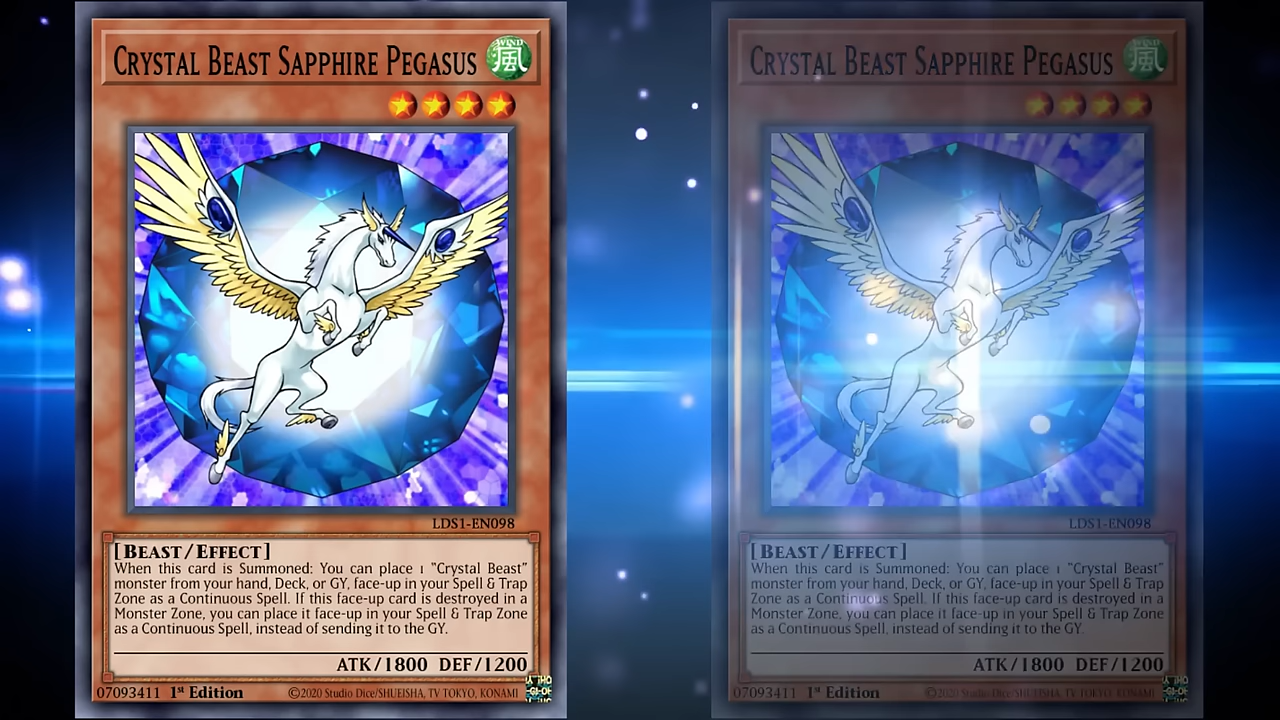 CRYSTAL BEAST SAPPHIRE PEGASUS
WIND
風
LDS1-EN098
[BEAST/EFFECT]
When this card is Summoned: You can place 1 "Crystal Beast"
monster from your hand, Deck, or GY, face-up in your Spell & Trap
Zone as a Continuous Spell. If this face-up card is destroyed in a
Monster Zone, you can place it face-up in your Spell & Trap Zone
as a Continuous Spell, instead of sending it to the GY.
ATK/1800 DEF/1200
07093411 1st Edition ©2020 Studio Dice/SHUEISHA, TV TOKYO, KONAMI
CRYSTAL BEAST SAPPHIRE PEGASUS
WIND
風
LDS1-EN098
[BEAST/EFFECT]
When this card is Summoned: You can place 1 "Crystal Beast"
monster from your hand, Deck, or GY, face-up in your Spell & Trap
Zone as a Continuous Spell. If this face-up card is destroyed in a
Monster Zone, you can place it face-up in your Spell & Trap Zone
as a Continuous Spell, instead of sending it to the GY.
ATK/1800 DEF/1200
07093411 1st Edition ©2020 Studio Dice/SHUEISHA, TV TOKYO, KONAMI